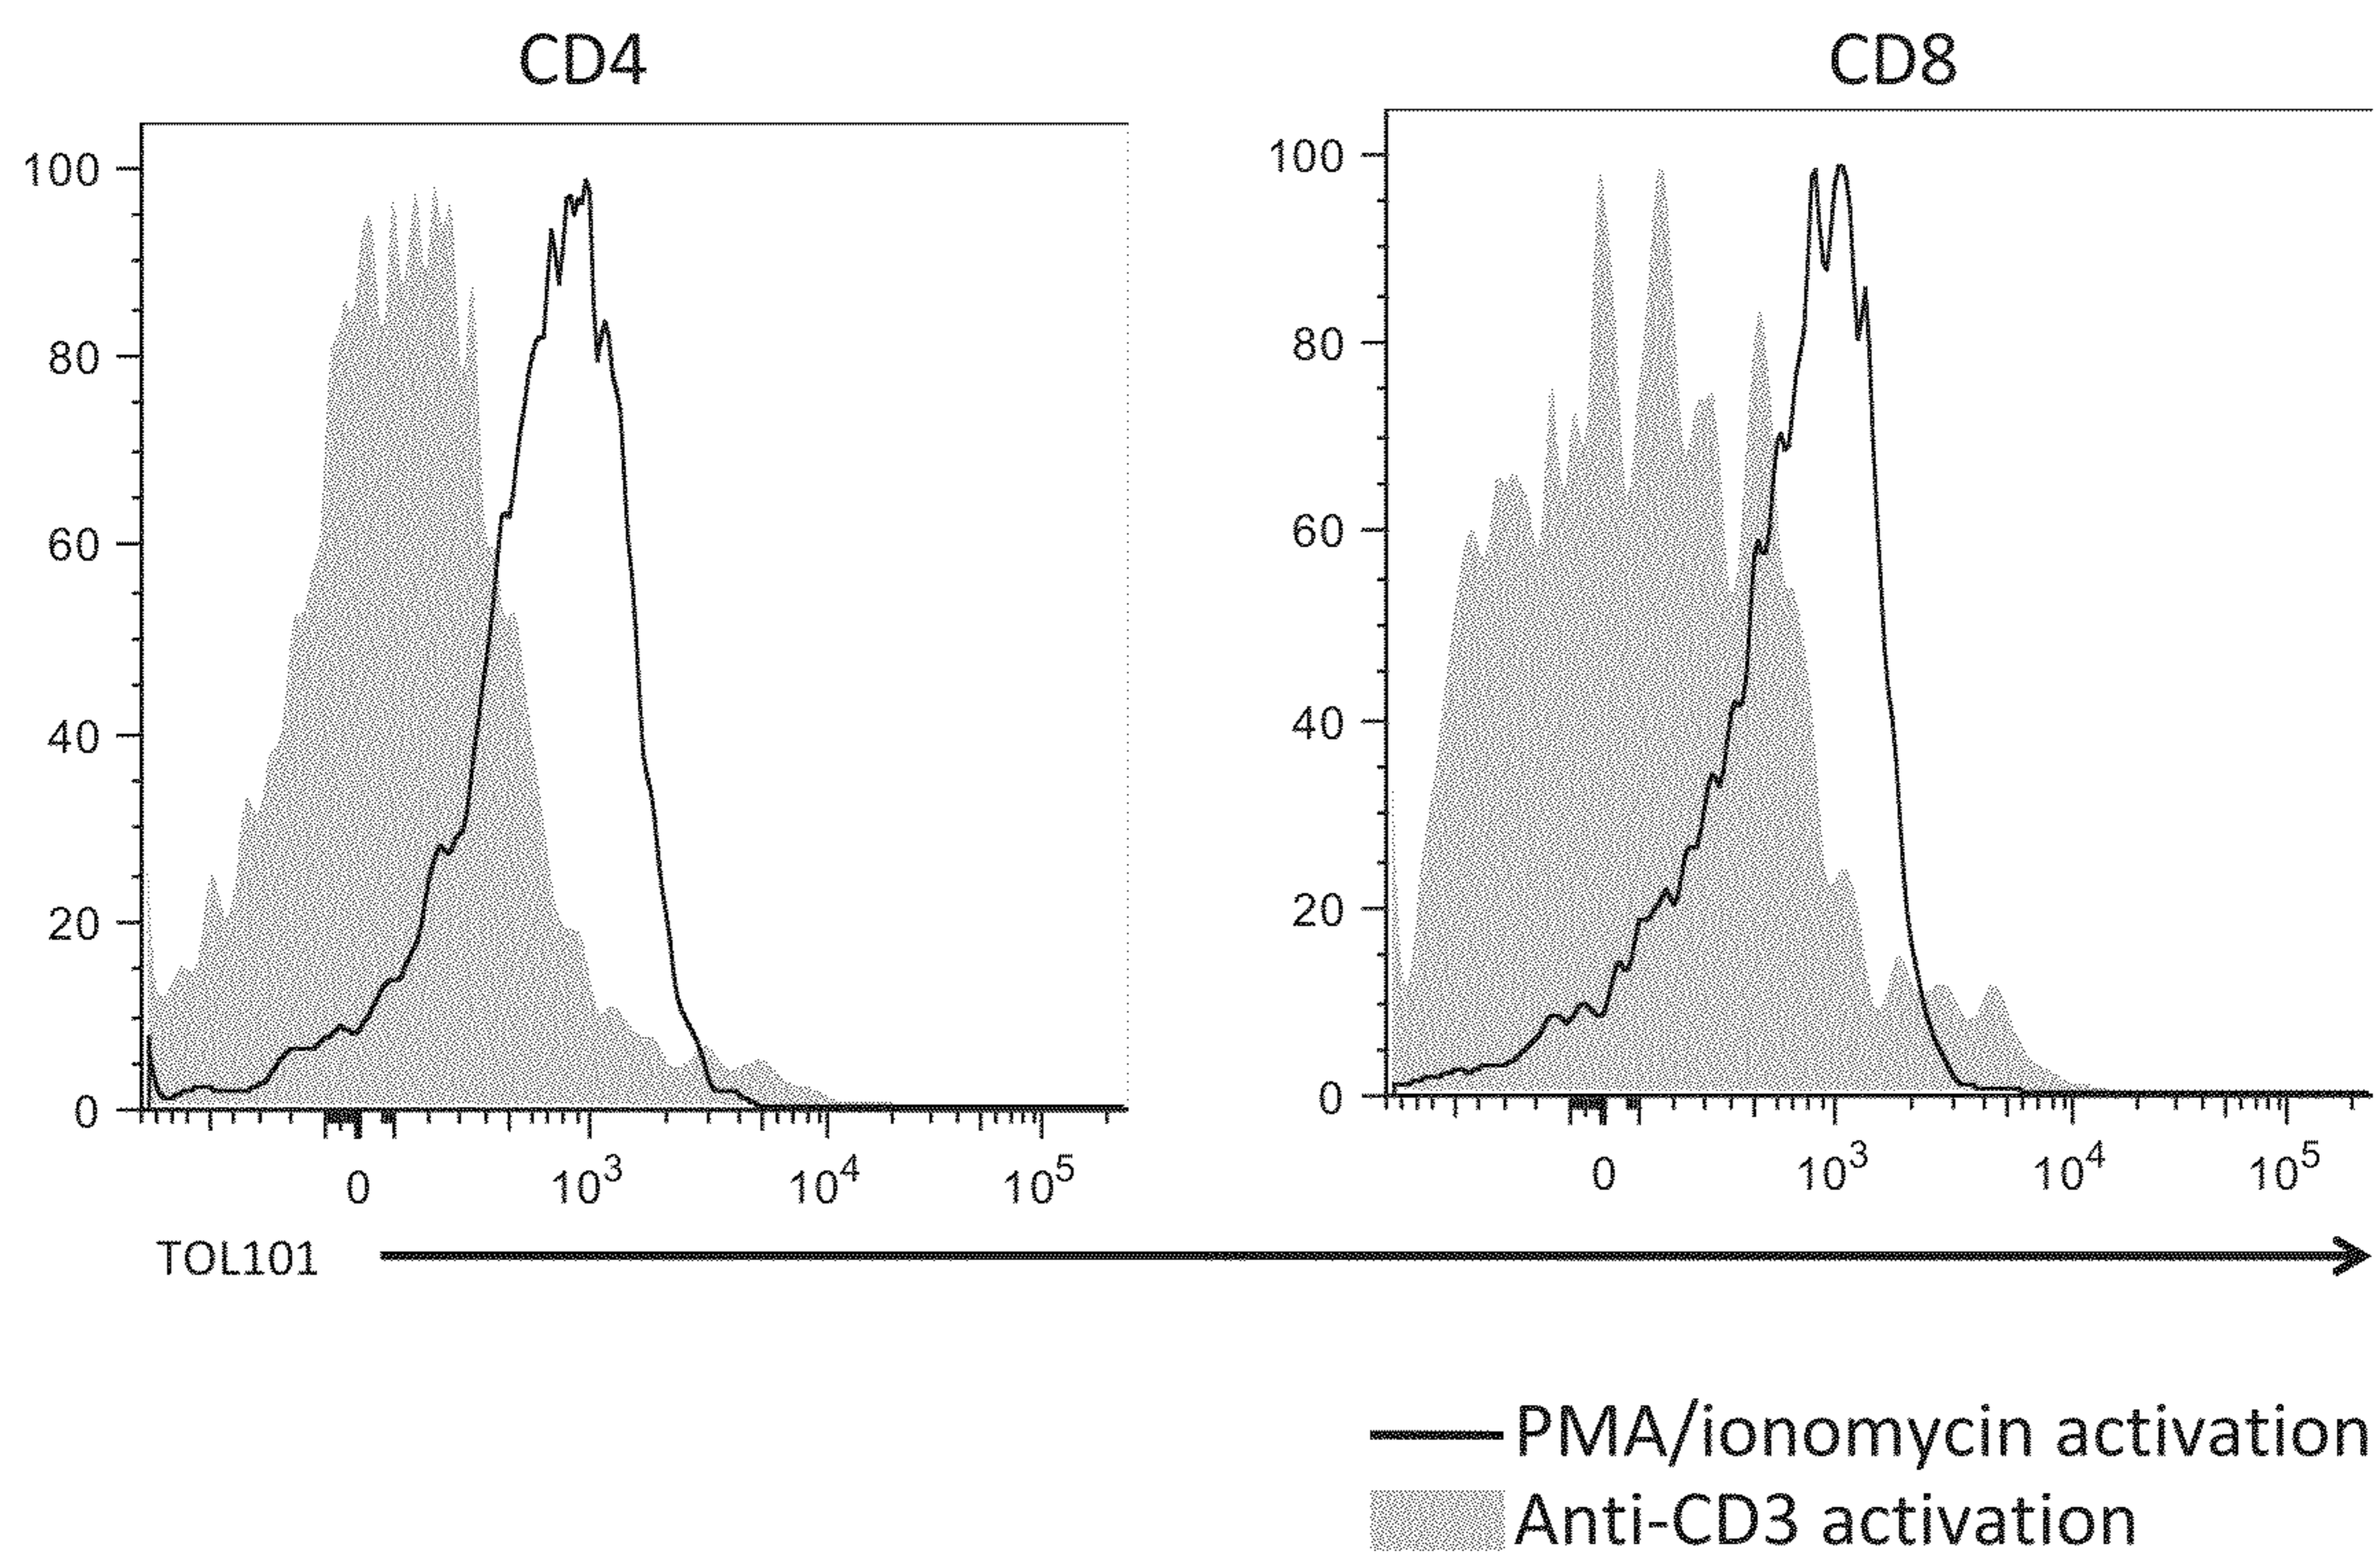 CD4
100
80
60
40
20
0
0 10³ 10⁴ 10⁵
CD8
100
80
60
40
20
0
0 10³ 10⁴ 10⁵
TOL101
PMA/ionomycin activation
Anti-CD3 activation